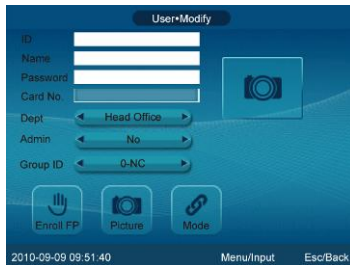 User•Modify
ID
Name
Password
Card No.
Dept Head Office
Admin No
Group ID 0-NC
Enroll FP Picture Mode
2010-09-09 09:51:40 Menu/Input Esc/Back